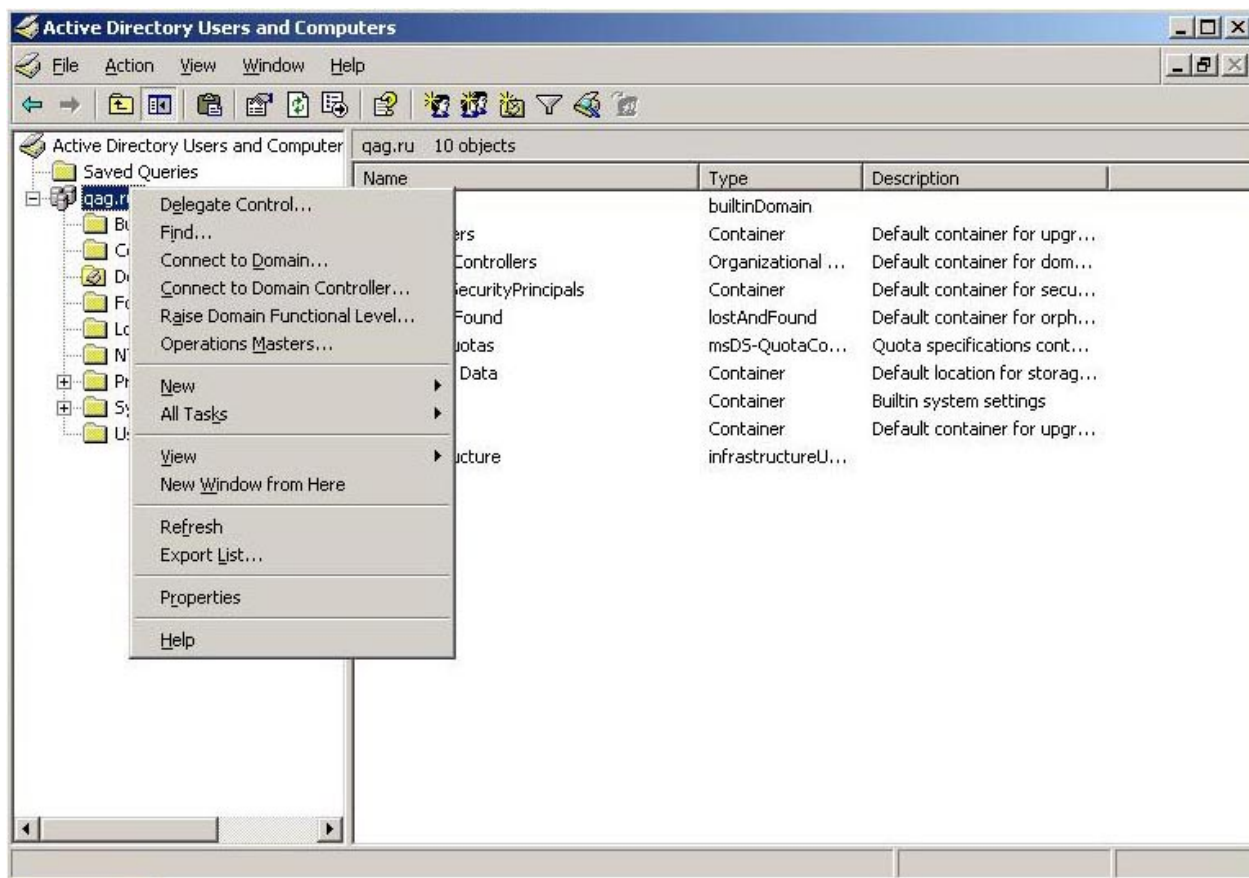 Active Directory Users and Computers
File Action View Window Help
Active Directory Users and Computer
qag.ru 10 objects
Saved Queries
Name Type Description
qag.r
Delegate Control...
Find...
Connect to Domain...
Connect to Domain Controller...
Raise Domain Functional Level...
Operations Masters...
New
All Tasks
View
New Window from Here
Refresh
Export List...
Properties
Help
builtinDomain
ers Container Default container for upgr...
Controllers Organizational ... Default container for dom...
SecurityPrincipals Container Default container for secu...
Found lostAndFound Default container for orph...
uotas msDS-QuotaCo... Quota specifications cont...
Data Container Default location for storag...
Container Builtin system settings
Container Default container for upgr...
ucture infrastructureU...